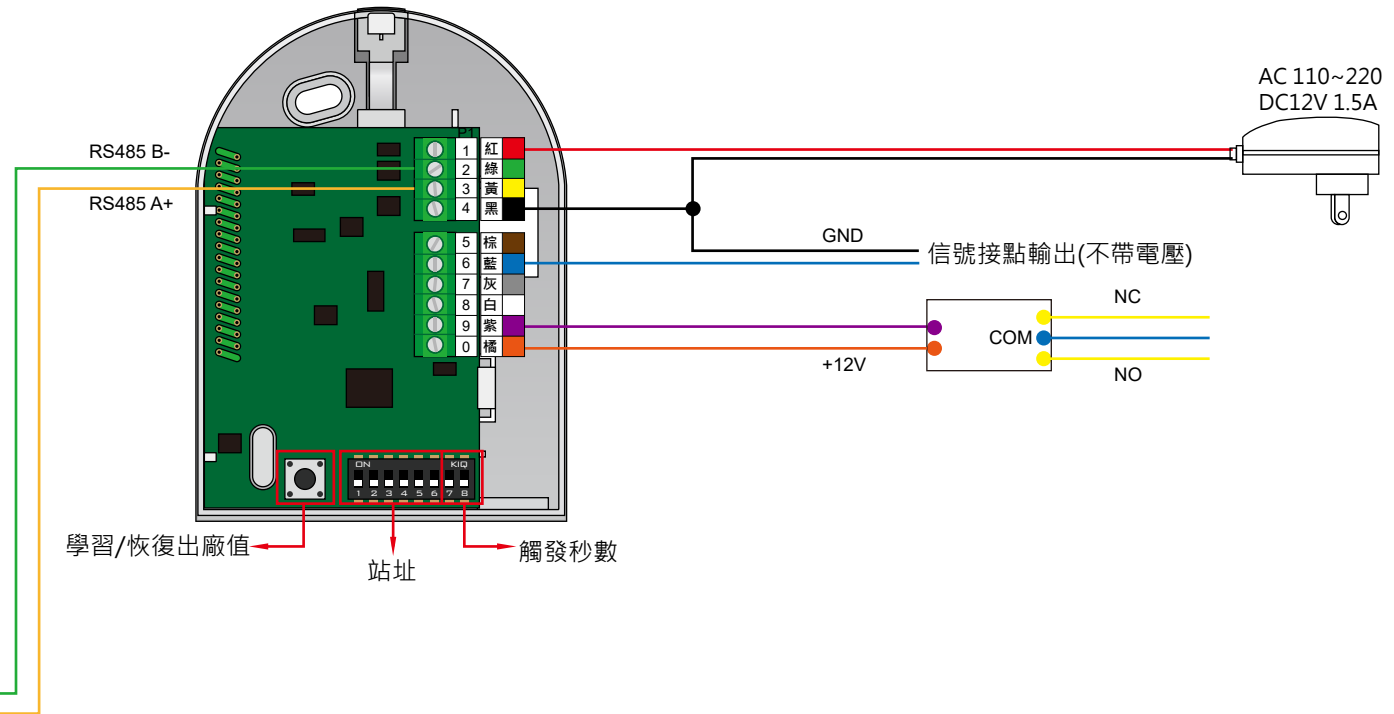 AC 110~220
DC12V 1.5A
P1
RS485 B-
RS485 A+
1 紅
2 綠
3 黃
4 黑
5 棕
6 藍
7 灰
8 白
9 紫
0 橘
GND
信號接點輸出(不帶電壓)
+12V
NC
COM
NO
ON KIQ
1 2 3 4 5 6 7 8
學習/恢復出廠值
站址
觸發秒數